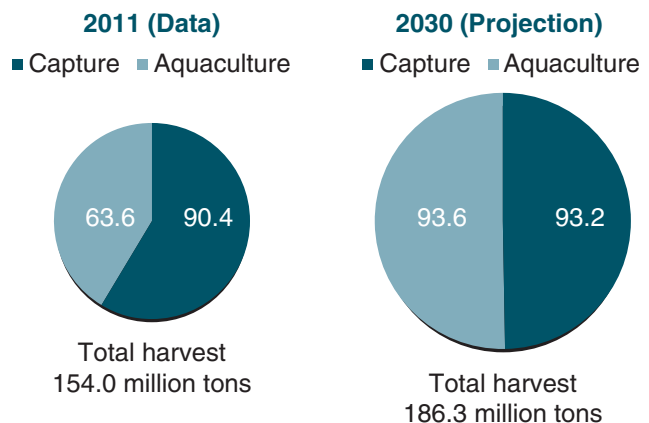 2011 (Data)
Capture Aquaculture
63.6 90.4
Total harvest
154.0 million tons
2030 (Projection)
Capture Aquaculture
93.6 93.2
Total harvest
186.3 million tons